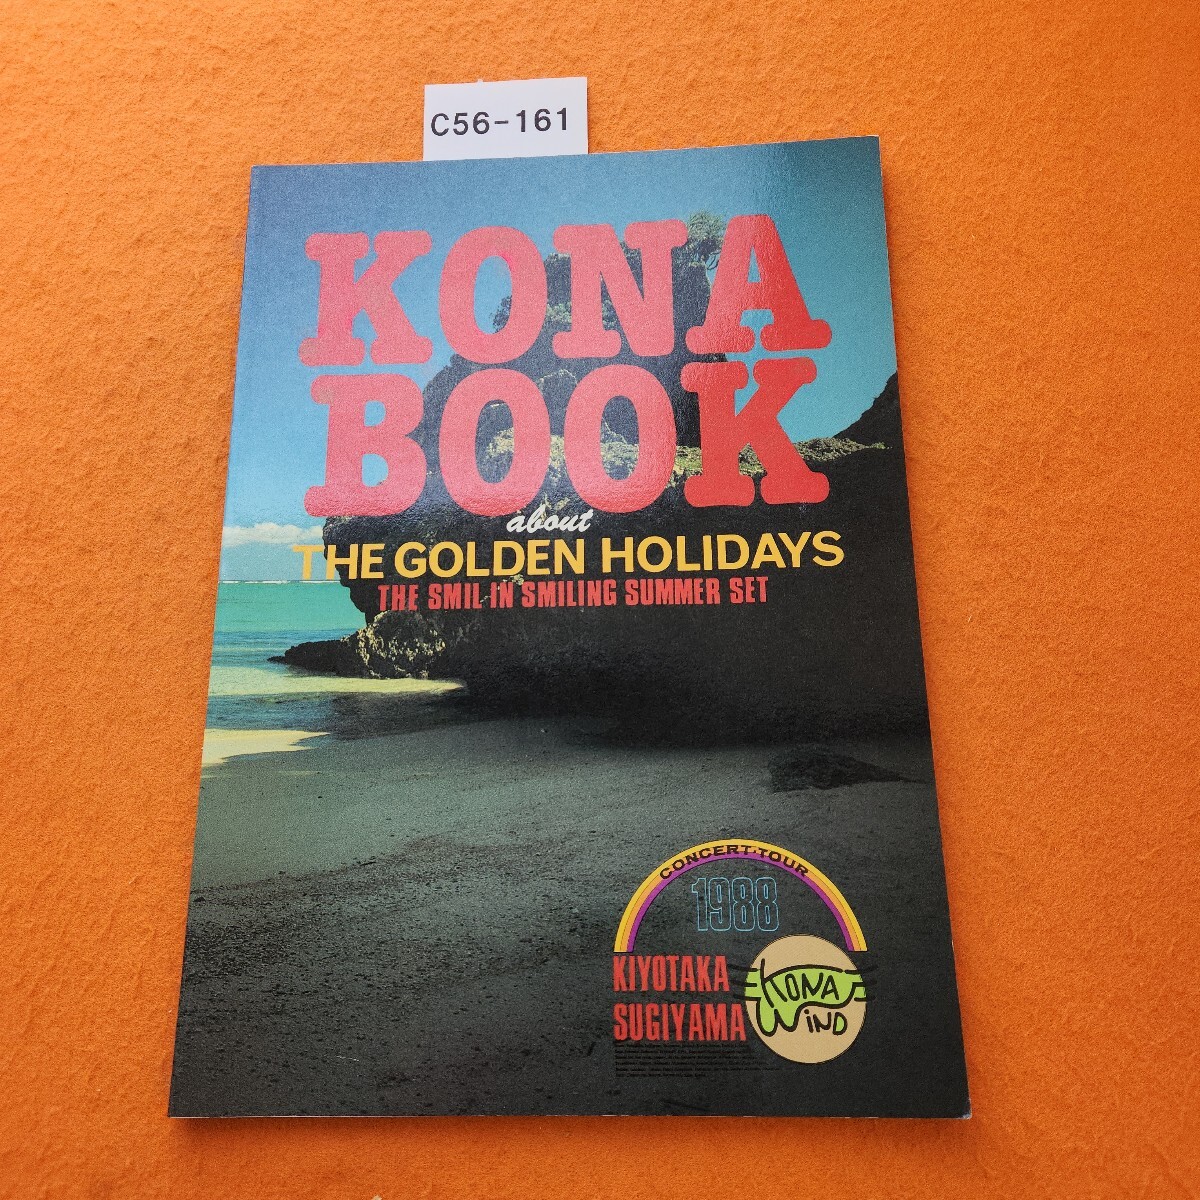 C56-161
KONA
BOOK
about
THE GOLDEN HOLIDAYS
THE SMIL IN SMILING SUMMER SET
CONCERT TOUR
1988
KIYOTAKA
SUGIYAMA
KONA
WIND